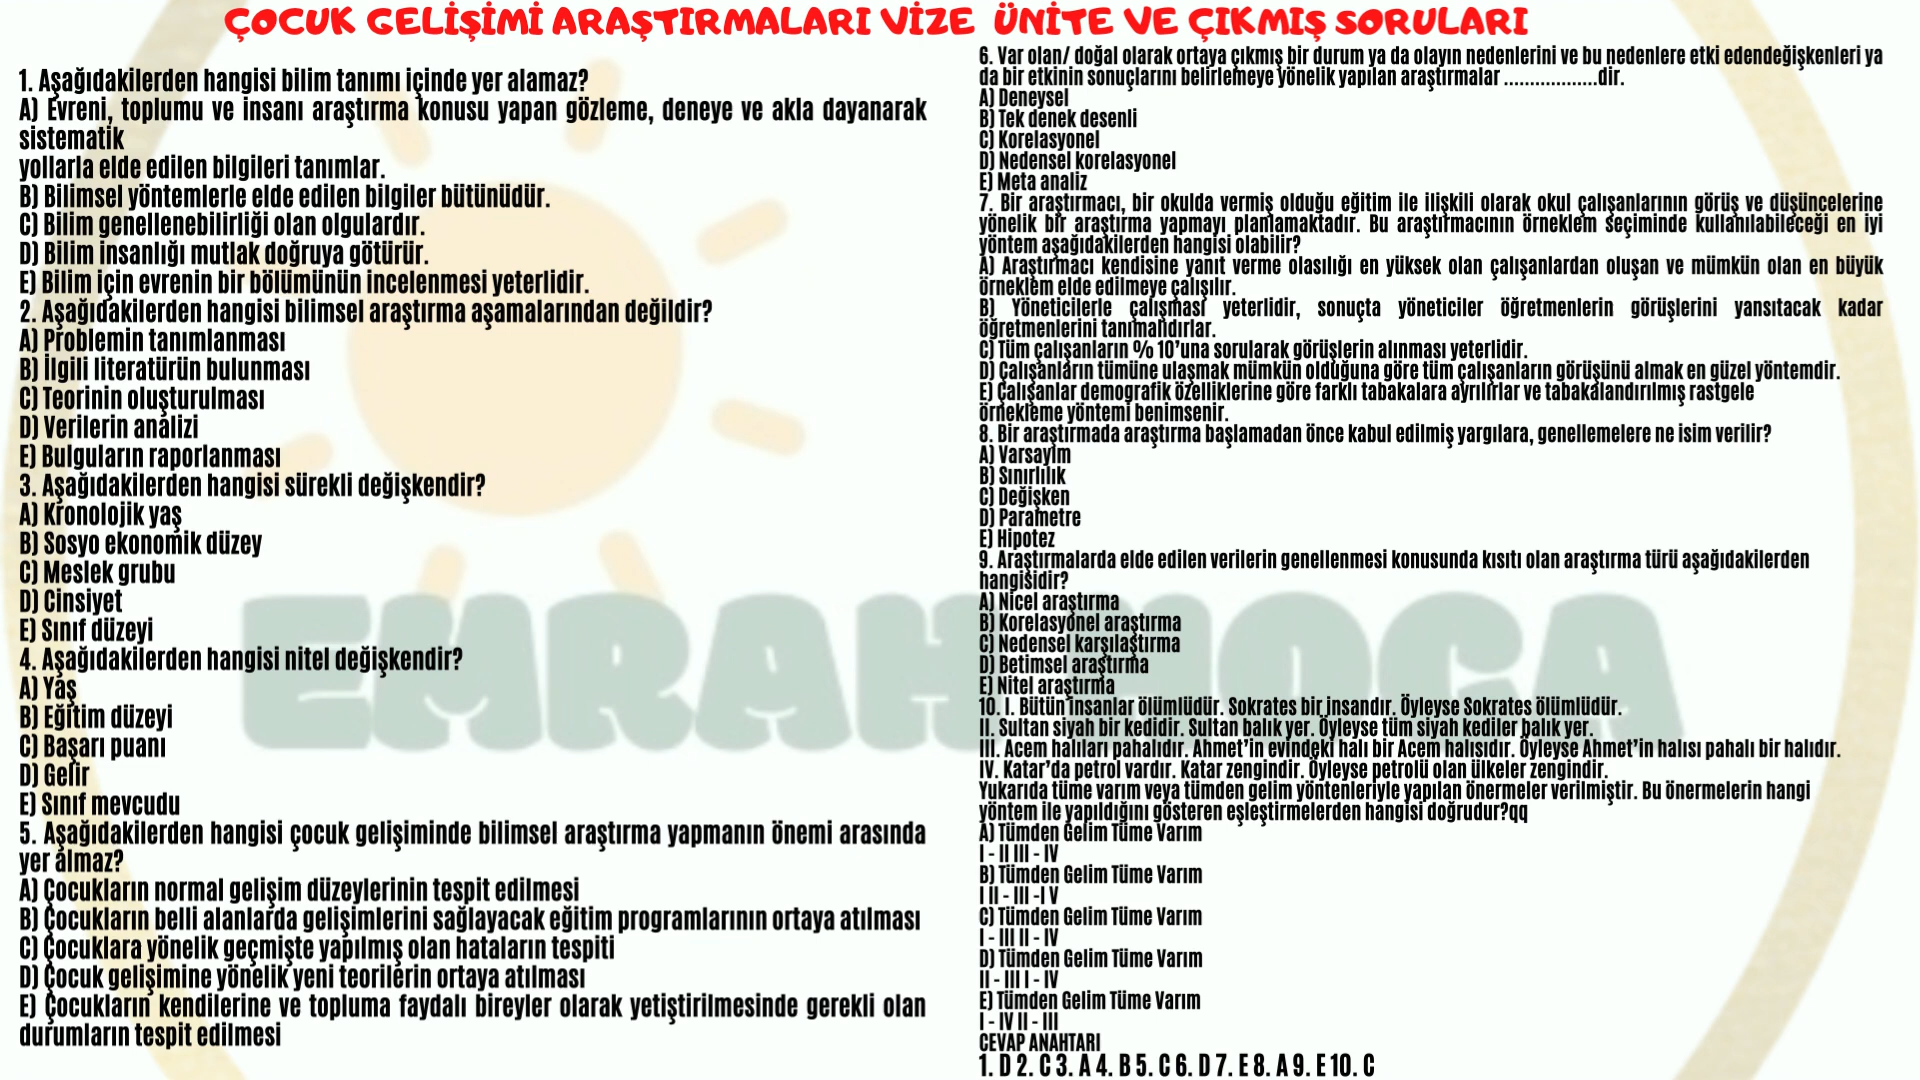 ÇOCUK GELİŞİMİ ARAŞTIRMALARI VİZE ÜNİTE VE ÇIKMIŞ SORULARI
1. Aşağıdakilerden hangisi bilim tanımı içinde yer alamaz?
A) Evreni, toplumu ve insanı araştırma konusu yapan gözleme, deneye ve akla dayanarak
sistematik
yollarla elde edilen bilgileri tanımlar.
B) Bilimsel yöntemlerle elde edilen bilgiler bütünüdür.
C) Bilim genellenebilirliği olan olgulardır.
D) Bilim insanlığı mutlak doğruya götürür.
E) Bilim için evrenin bir bölümünün incelenmesi yeterlidir.
2. Aşağıdakilerden hangisi bilimsel araştırma aşamalarından değildir?
A) Problemin tanımlanması
B) İlgili literatürün bulunması
C) Teorinin oluşturulması
D) Verilerin analizi
E) Bulguların raporlanması
3. Aşağıdakilerden hangisi sürekli değişkendir?
A) Kronolojik yaş
B) Sosyo ekonomik düzey
C) Meslek grubu
D) Cinsiyet
E) Sınıf düzeyi
4. Aşağıdakilerden hangisi nitel değişkendir?
A) Yaş
B) Eğitim düzeyi
C) Başarı puanı
D) Gelir
E) Sınıf mevcudu
5. Aşağıdakilerden hangisi çocuk gelişiminde bilimsel araştırma yapmanın önemi arasında
yer almaz?
A) Çocukların normal gelişim düzeylerinin tespit edilmesi
B) Çocukların belli alanlarda gelişimlerini sağlayacak eğitim programlarının ortaya atılması
C) Çocuklara yönelik geçmişte yapılmış olan hataların tespiti
D) Çocuk gelişimine yönelik yeni teorilerin ortaya atılması
E) Çocukların kendilerine ve topluma faydalı bireyler olarak yetiştirilmesinde gerekli olan
durumların tespit edilmesi
6. Var olan/ doğal olarak ortaya çıkmış bir durum ya da olayın nedenlerini ve bu nedenlere etki edendeğişkenleri ya
da bir etkinin sonuçlarını belirlemeye yönelik yapılan araştırmalar ..................dir.
A) Deneysel
B) Tek denek desenli
C) Korelasyonel
D) Nedensel korelasyonel
E) Meta analiz
7. Bir araştırmacı, bir okulda vermiş olduğu eğitim ile ilişkili olarak okul çalışanlarının görüş ve düşüncelerine
yönelik bir araştırma yapmayı planlamaktadır. Bu araştırmacının örneklem seçiminde kullanılabileceği en iyi
yöntem aşağıdakilerden hangisi olabilir?
A) Araştırmacı kendisine yanıt verme olasılığı en yüksek olan çalışanlardan oluşan ve mümkün olan en büyük
örneklem elde edilmeye çalışılır.
B) Yöneticilerle çalışması yeterlidir, sonuçta yöneticiler öğretmenlerin görüşlerini yansıtacak kadar
öğretmenlerini tanımalıdırlar.
C) Tüm çalışanların % 10'una sorularak görüşlerin alınması yeterlidir.
D) Çalışanların tümüne ulaşmak mümkün olduğuna göre tüm çalışanların görüşünü almak en güzel yöntemdir.
E) Çalışanlar demografik özelliklerine göre farklı tabakalara ayrılırlar ve tabakalandırılmış rastgele
örnekleme yöntemi benimsenir.
8. Bir araştırmada araştırma başlamadan önce kabul edilmiş yargılara, genellemelere ne isim verilir?
A) Varsayım
B) Sınırlılık
C) Değişken
D) Parametre
E) Hipotez
9. Araştırmalarda elde edilen verilerin genellenmesi konusunda kısıtı olan araştırma türü aşağıdakilerden
hangisidir?
A) Nicel araştırma
B) Korelasyonel araştırma
C) Nedensel karşılaştırma
D) Betimsel araştırma
E) Nitel araştırma
10. I. Bütün insanlar ölümlüdür. Sokrates bir insandır. Öyleyse Sokrates ölümlüdür.
II. Sultan siyah bir kedidir. Sultan balık yer. Öyleyse tüm siyah kediler balık yer.
III. Acem halıları pahalıdır. Ahmet'in evindeki halı bir Acem halısıdır. Öyleyse Ahmet'in halısı pahalı bir halıdır.
IV. Katar'da petrol vardır. Katar zengindir. Öyleyse petrolü olan ülkeler zengindir.
Yukarıda tüme varım veya tümden gelim yöntenleriyle yapılan önermeler verilmiştir. Bu önermelerin hangi
yöntem ile yapıldığını gösteren eşleştirmelerden hangisi doğrudur?qq
A) Tümden Gelim Tüme Varım
I - II III - IV
B) Tümden Gelim Tüme Varım
I II - III -I V
C) Tümden Gelim Tüme Varım
I - III II - IV
D) Tümden Gelim Tüme Varım
II - III I - IV
E) Tümden Gelim Tüme Varım
I - IV II - III
CEVAP ANAHTARI
1. D 2. C 3. A 4. B 5. C 6. D 7. E 8. A 9. E 10. C
EMRAH HOCA